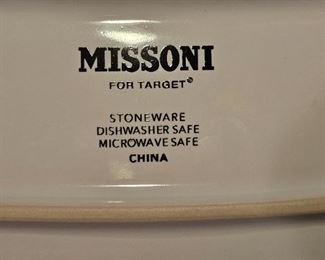 MISSONI
FOR TARGET®
STONEWARE
DISHWASHER SAFE
MICROWAVE SAFE
CHINA